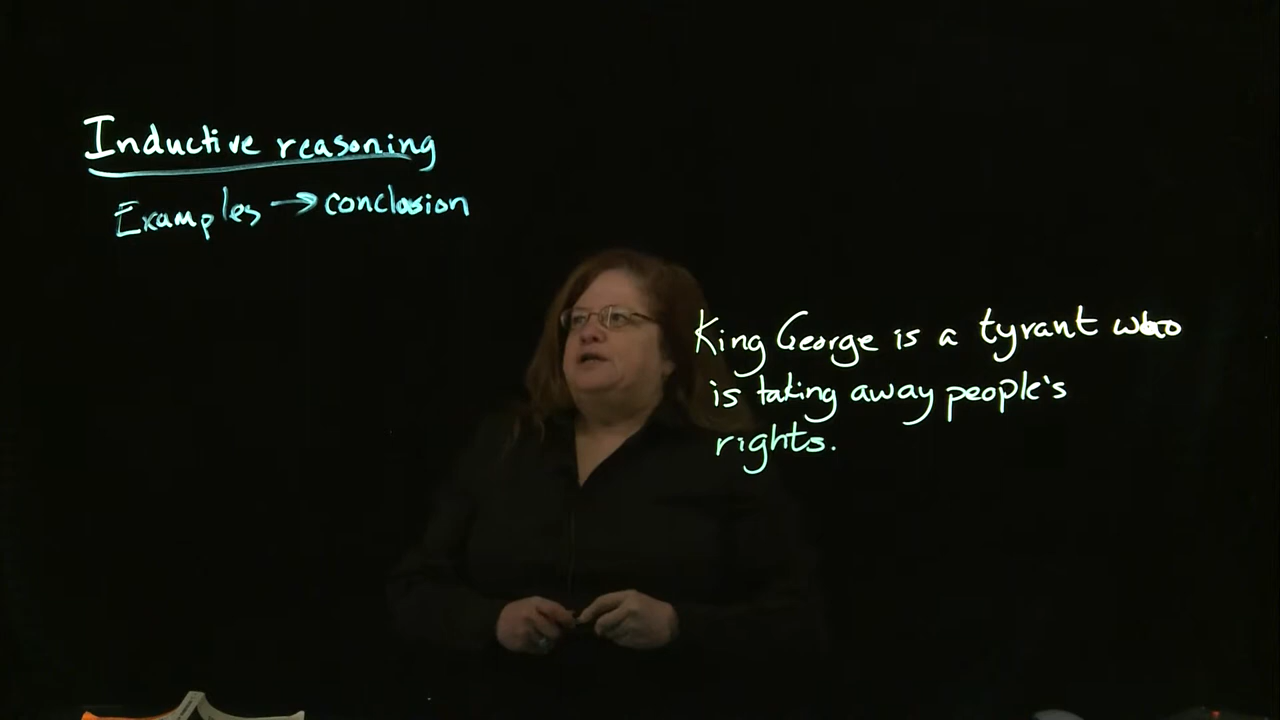 Inductive reasoning
Examples → conclusion
King George is a tyrant who
is taking away people's
rights.